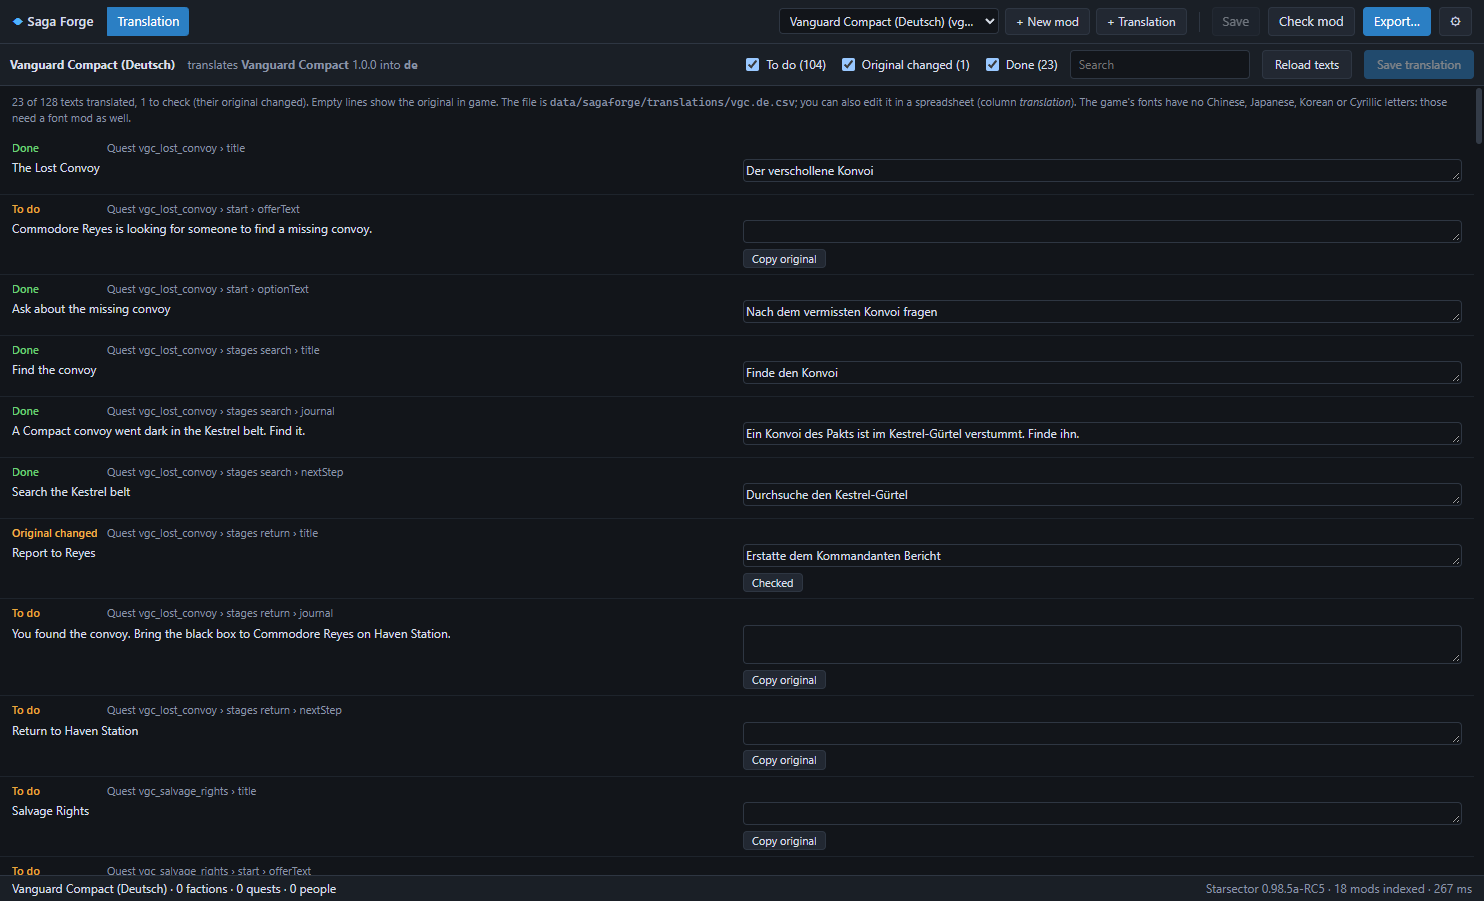 Saga Forge
Translation
Vanguard Compact (Deutsch) (vg...
+ New mod
+ Translation
Save
Check mod
Export...
Vanguard Compact (Deutsch)
translates Vanguard Compact 1.0.0 into de
To do (104)
Original changed (1)
Done (23)
Search
Reload texts
Save translation
23 of 128 texts translated, 1 to check (their original changed). Empty lines show the original in game. The file is data/sagaforge/translations/vgc.de.csv; you can also edit it in a spreadsheet (column translation). The game's fonts have no Chinese, Japanese, Korean or Cyrillic letters: those
need a font mod as well.
Done
Quest vgc_lost_convoy › title
The Lost Convoy
Der verschollene Konvoi
To do
Quest vgc_lost_convoy › start › offerText
Commodore Reyes is looking for someone to find a missing convoy.
Copy original
Done
Quest vgc_lost_convoy › start › optionText
Ask about the missing convoy
Nach dem vermissten Konvoi fragen
Done
Quest vgc_lost_convoy › stages search › title
Find the convoy
Finde den Konvoi
Done
Quest vgc_lost_convoy › stages search › journal
A Compact convoy went dark in the Kestrel belt. Find it.
Ein Konvoi des Pakts ist im Kestrel-Gürtel verstummt. Finde ihn.
Done
Quest vgc_lost_convoy › stages search › nextStep
Search the Kestrel belt
Durchsuche den Kestrel-Gürtel
Original changed
Quest vgc_lost_convoy › stages return › title
Report to Reyes
Erstatte dem Kommandanten Bericht
Checked
To do
Quest vgc_lost_convoy › stages return › journal
You found the convoy. Bring the black box to Commodore Reyes on Haven Station.
Copy original
To do
Quest vgc_lost_convoy › stages return › nextStep
Return to Haven Station
Copy original
To do
Quest vgc_salvage_rights › title
Salvage Rights
Copy original
To do
Quest vgc_salvage_rights › start › offerText
Vanguard Compact (Deutsch) · 0 factions · 0 quests · 0 people
Starsector 0.98.5a-RC5 · 18 mods indexed · 267 ms